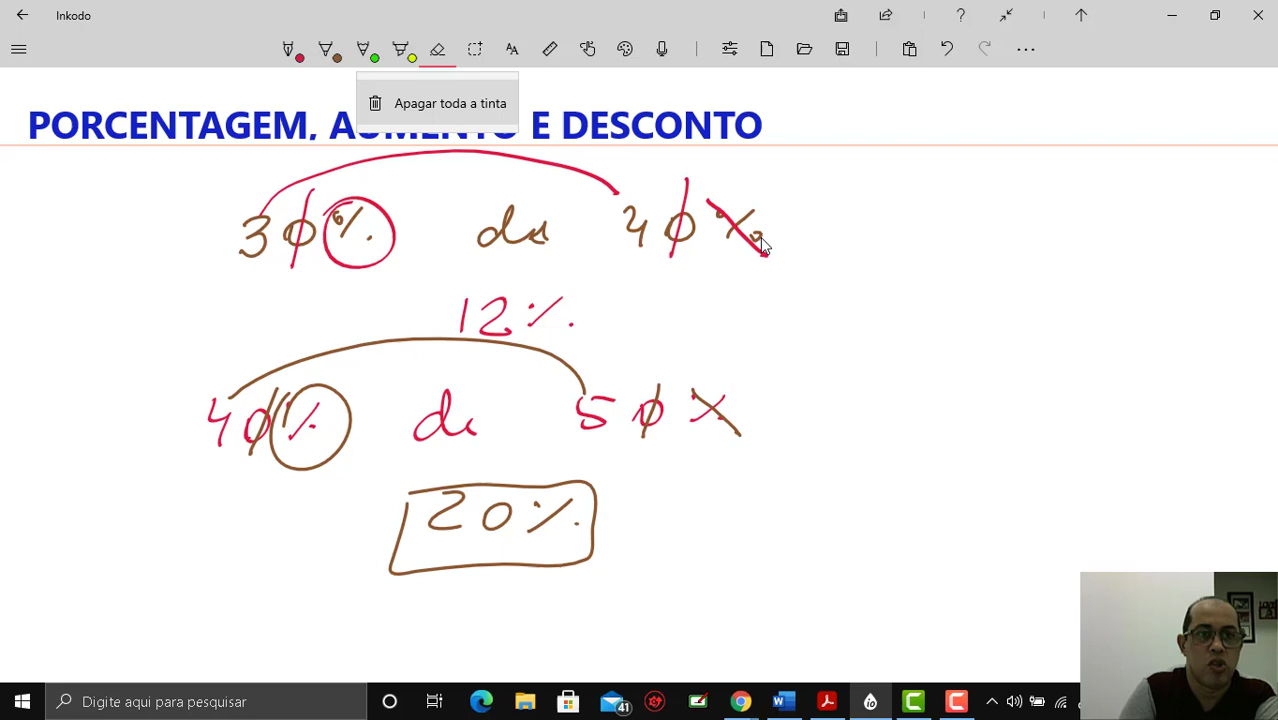 Inkodo
Apagar toda a tinta
PORCENTAGEM, AUMENTO E DESCONTO
30% de 40%
12%
40% de 50%
20%
Digite aqui para pesquisar
41